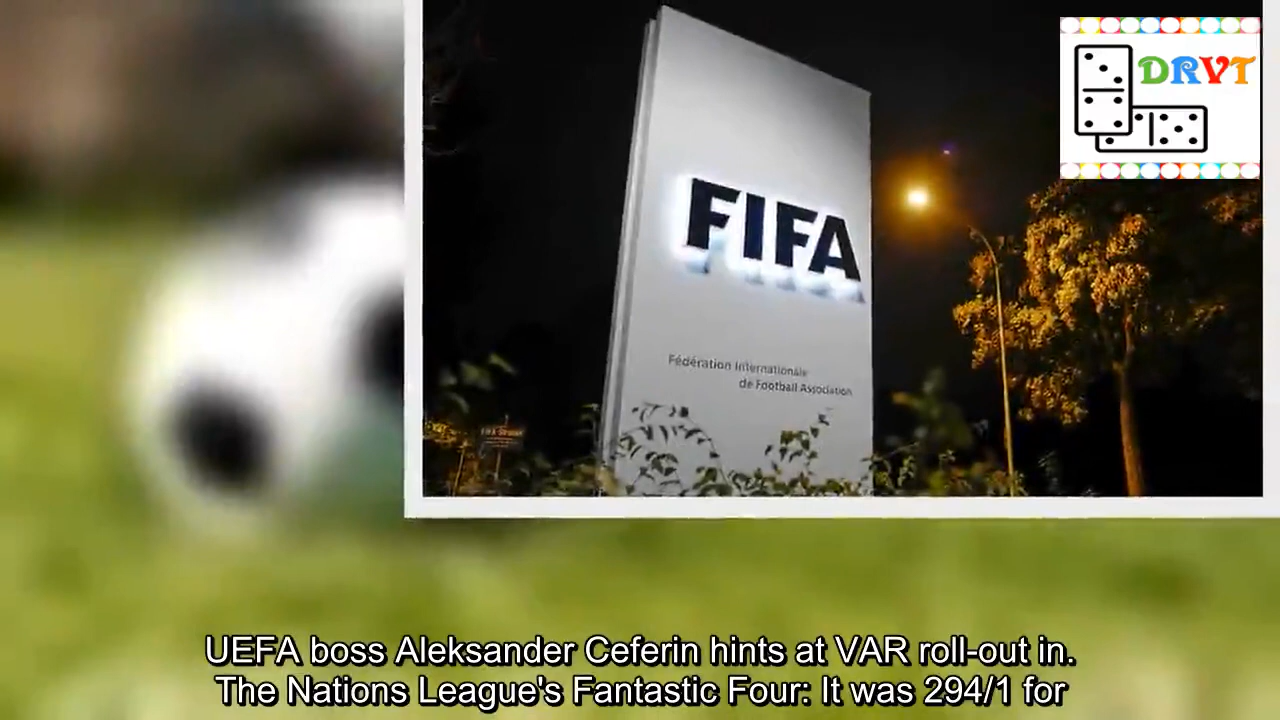 DRVT
FIFA
Fédération Internationale
de Football Association
UEFA boss Aleksander Ceferin hints at VAR roll-out in.
The Nations League's Fantastic Four: It was 294/1 for